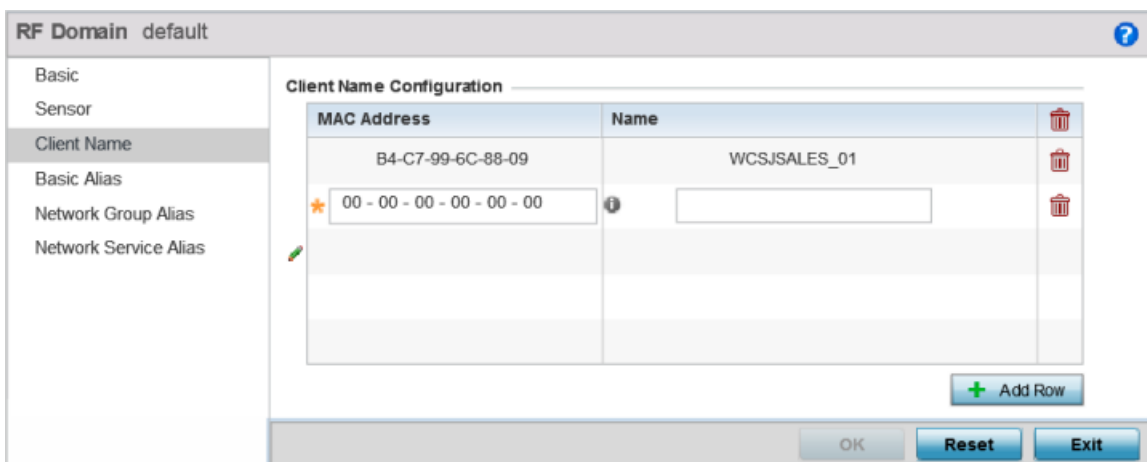 RF Domain default
?
Basic
Sensor
Client Name
Basic Alias
Network Group Alias
Network Service Alias
Client Name Configuration
MAC Address Name
B4-C7-99-6C-88-09 WCSJSALES_01
* 00 - 00 - 00 - 00 - 00 - 00 i
+ Add Row
OK Reset Exit